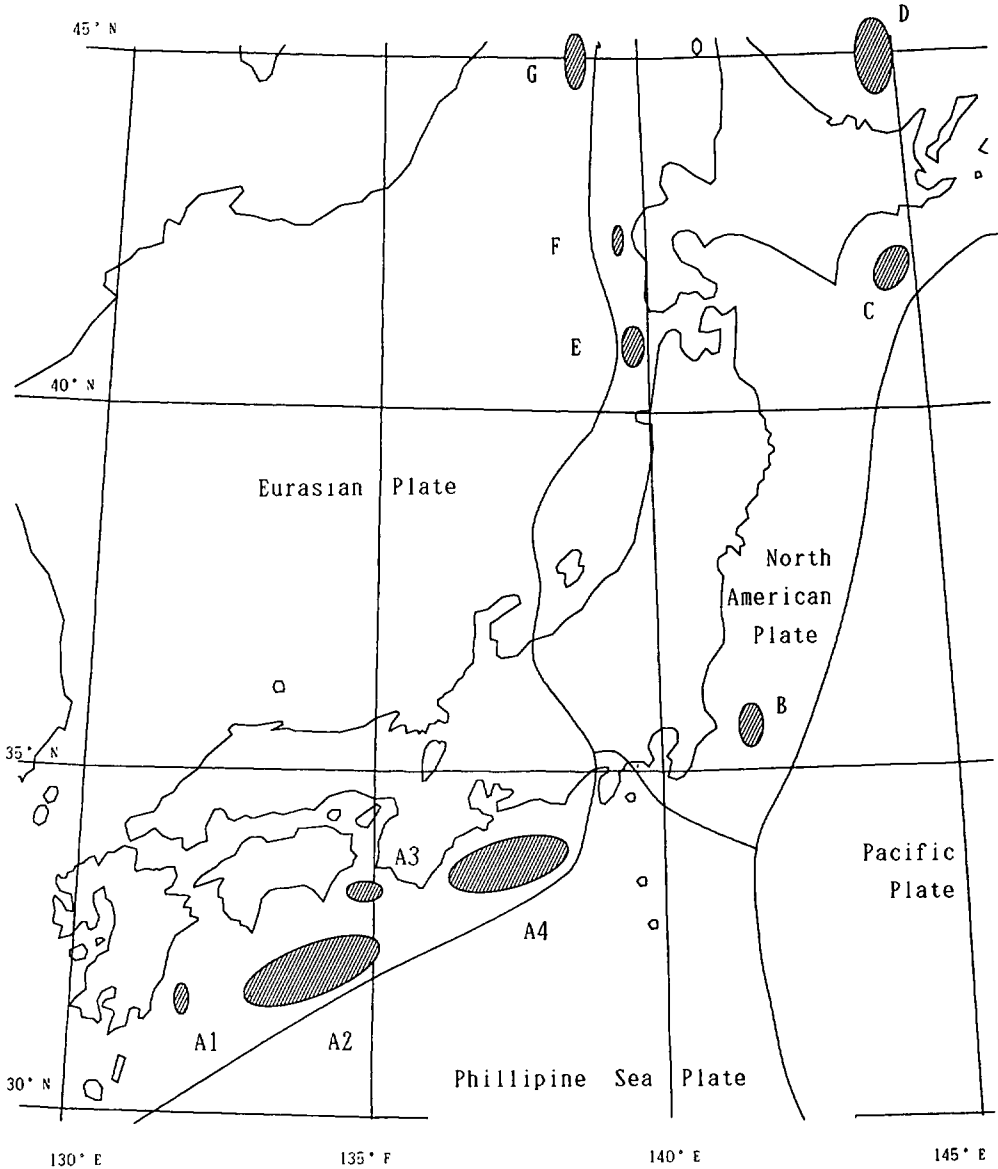 D
45° N
G
F
C
E
40° N
Eurasian Plate
North
American
Plate
B
35° N
Pacific
Plate
A3
A4
A1
A2
30° N
Phillipine Sea Plate
130° E
135° F
140° E
145° E